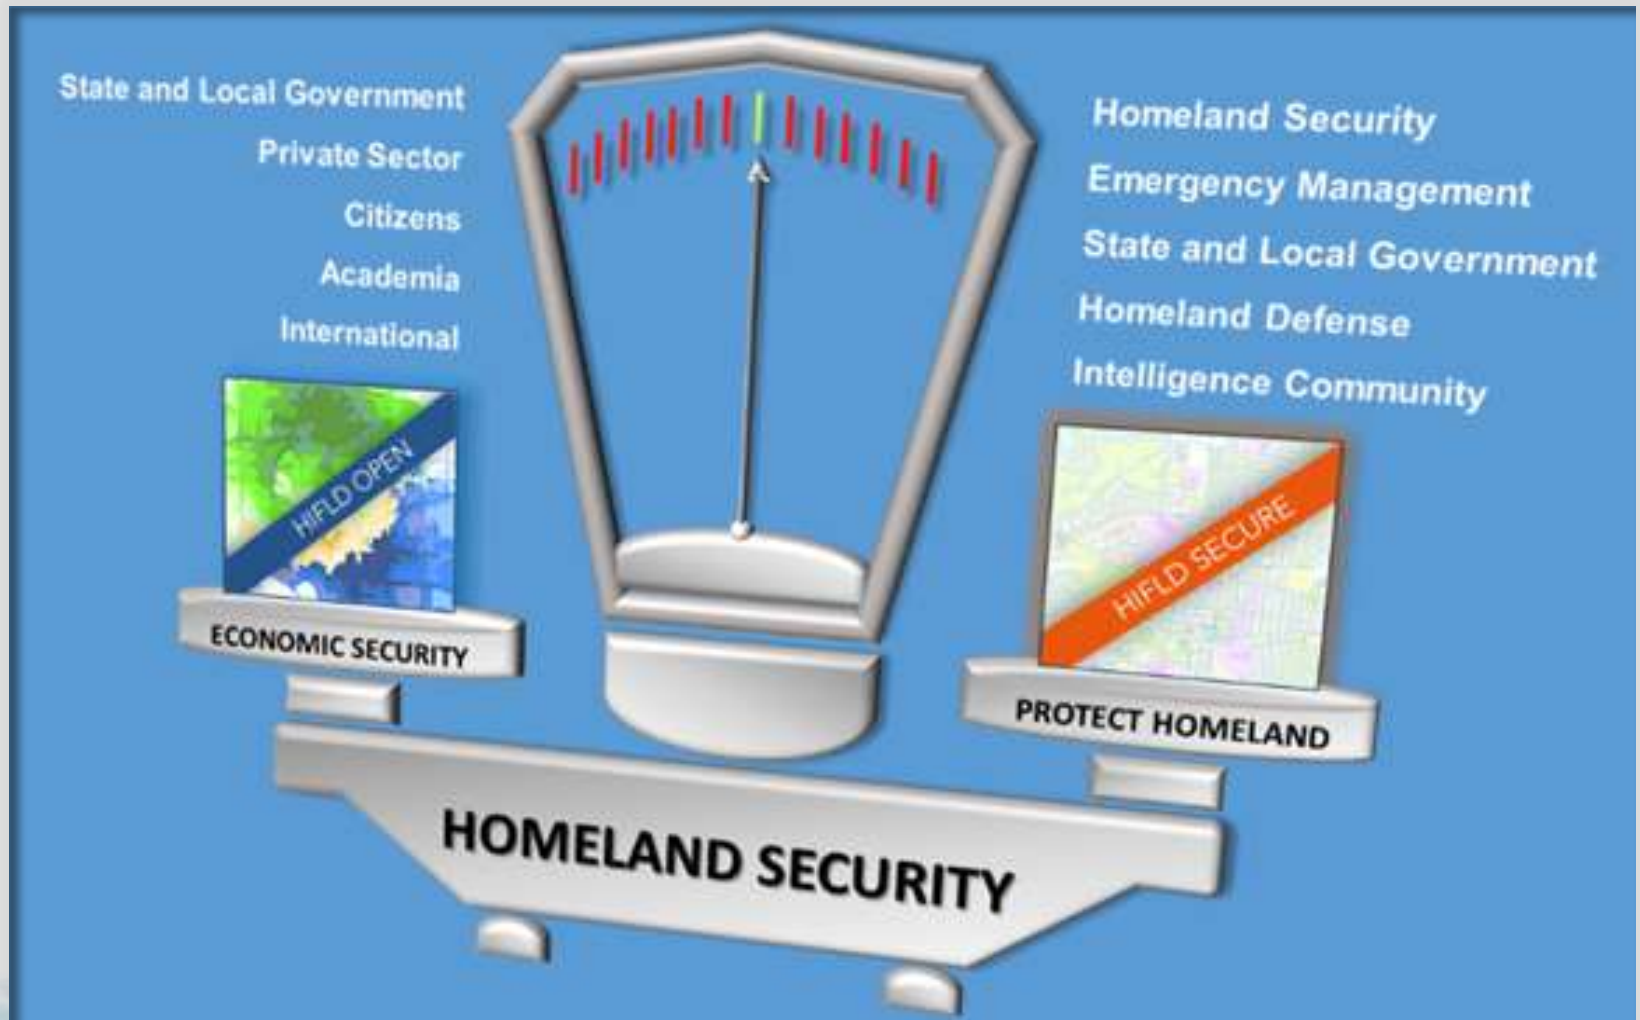 State and Local Government
Private Sector
Citizens
Academia
International
HIFLD OPEN
ECONOMIC SECURITY
Homeland Security
Emergency Management
State and Local Government
Homeland Defense
Intelligence Community
HIFLD SECURE
PROTECT HOMELAND
HOMELAND SECURITY